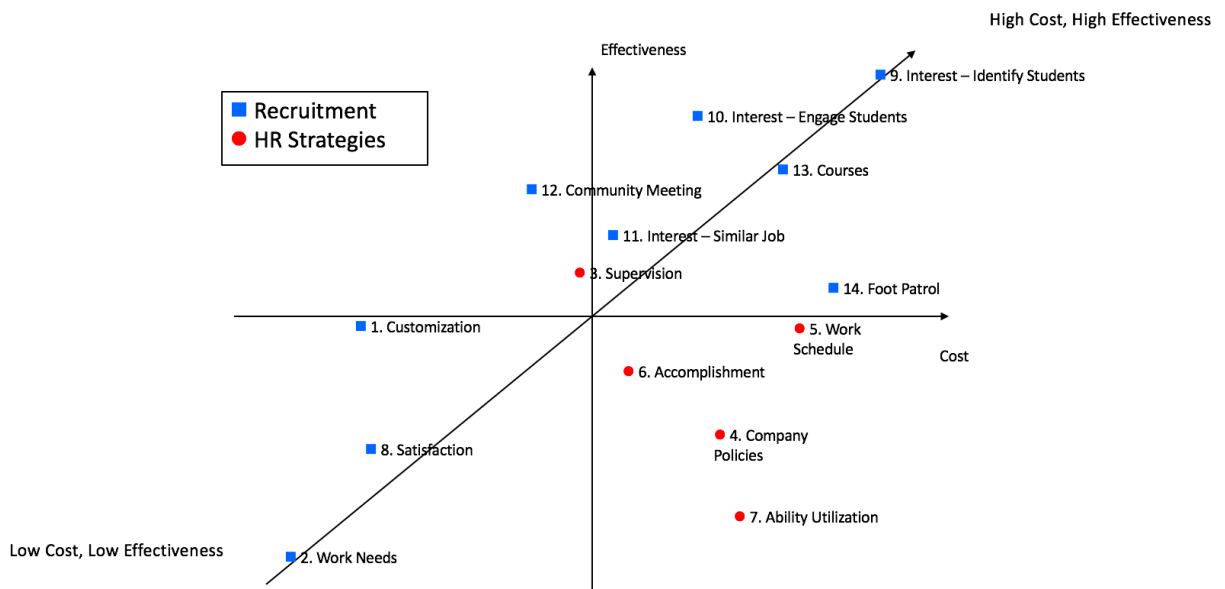 High Cost, High Effectiveness
Effectiveness
9. Interest – Identify Students
Recruitment
HR Strategies
10. Interest – Engage Students
13. Courses
12. Community Meeting
11. Interest – Similar Job
3. Supervision
14. Foot Patrol
1. Customization
5. Work
Schedule
Cost
6. Accomplishment
4. Company
Policies
8. Satisfaction
7. Ability Utilization
Low Cost, Low Effectiveness
2. Work Needs